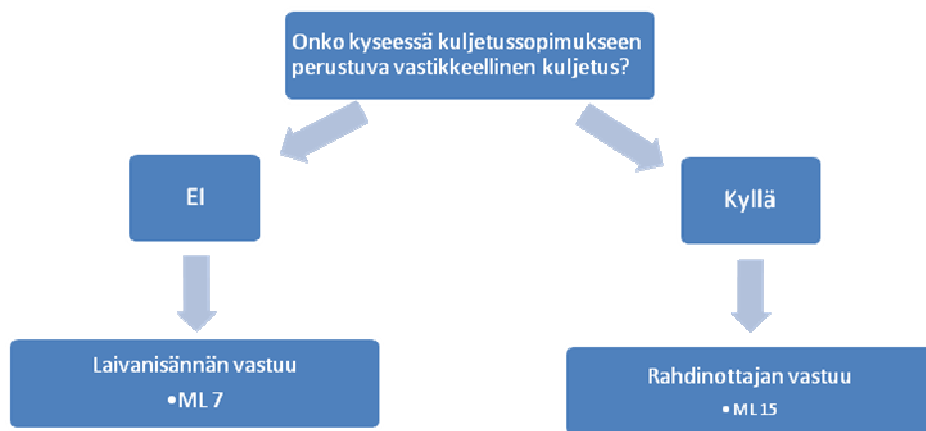 Onko kyseessä kuljetussopimukseen
perustuva vastikkeellinen kuljetus?
EI
Kyllä
Laivanisännän vastuu
•ML 7
Rahdinottajan vastuu
•ML 15